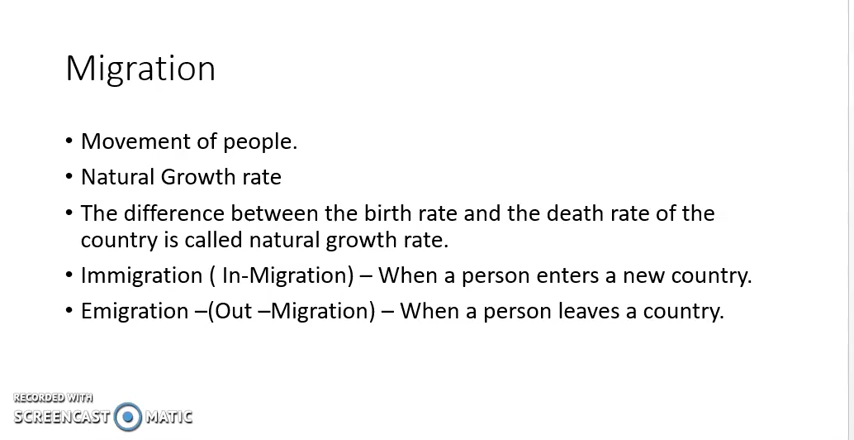 Migration
• Movement of people.
• Natural Growth rate
• The difference between the birth rate and the death rate of the
country is called natural growth rate.
• Immigration ( In-Migration) – When a person enters a new country.
• Emigration –(Out –Migration) – When a person leaves a country.
RECORDED WITH
SCREENCAST MATIC